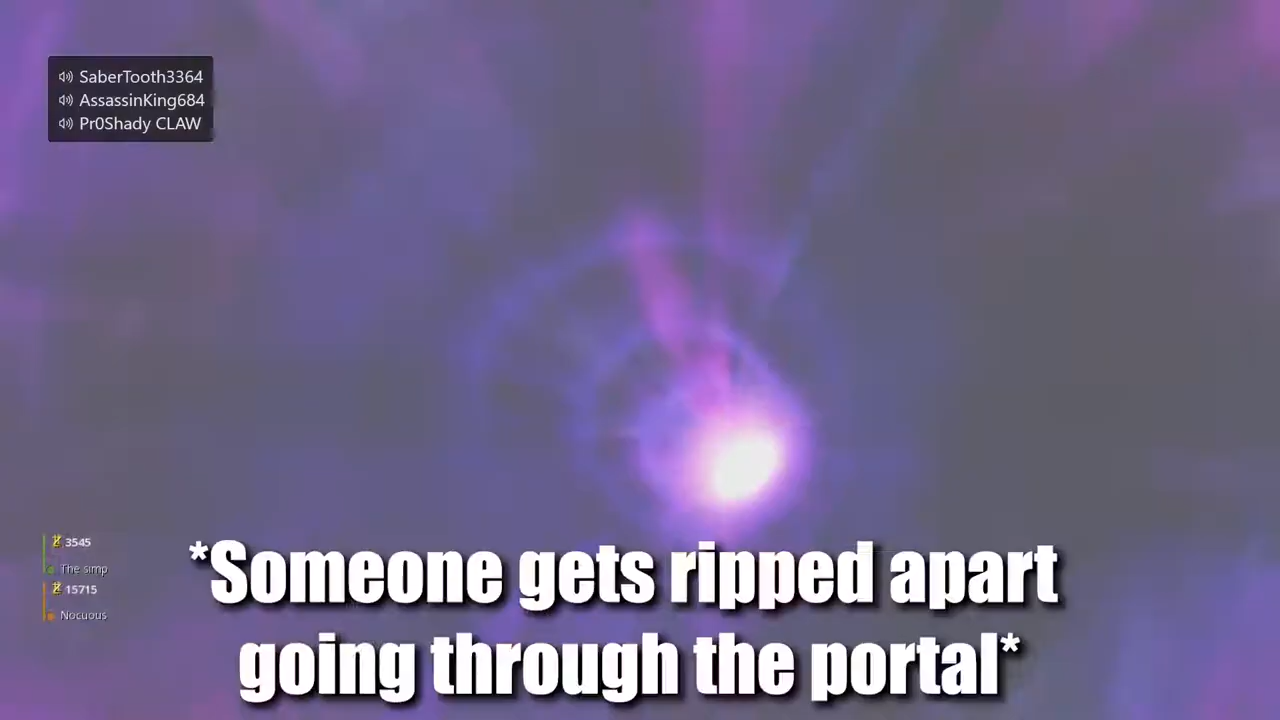 SaberTooth3364
AssassinKing684
Pr0Shady CLAW
3545
The simp
15715
Nocuous
*Someone gets ripped apart
going through the portal*